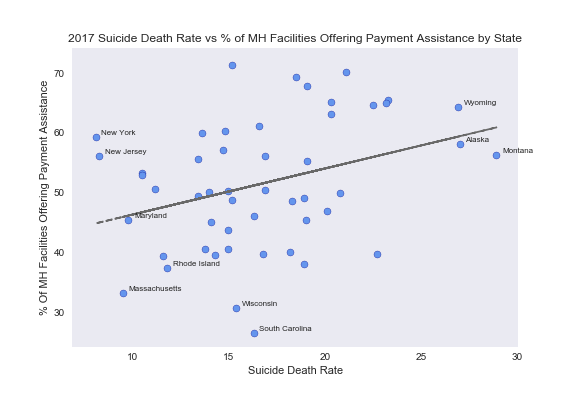 2017 Suicide Death Rate vs % of MH Facilities Offering Payment Assistance by State
% Of MH Facilities Offering Payment Assistance
70
60
50
40
30
Wyoming
New York
Alaska
New Jersey
Montana
Maryland
Rhode Island
Massachusetts
Wisconsin
South Carolina
10
15
20
25
30
Suicide Death Rate